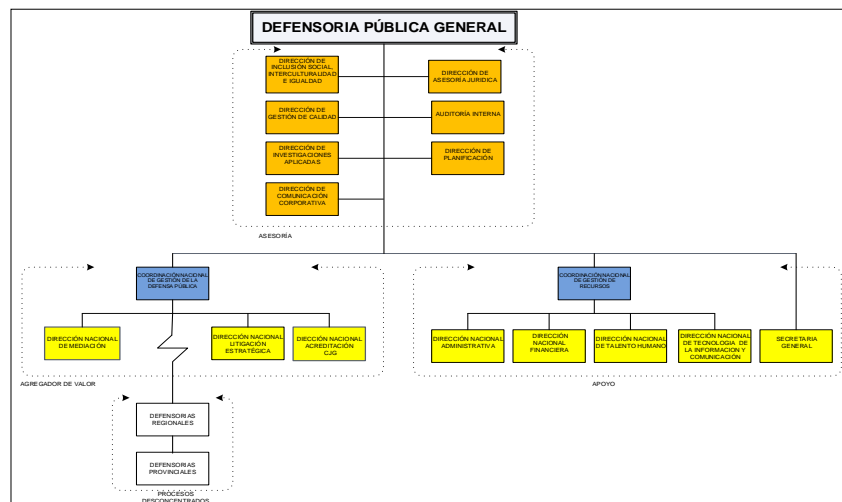 DEFENSORIA PÚBLICA GENERAL
DIRECCIÓN DE
INCLUSIÓN SOCIAL,
INTERCULTURALIDAD
E IGUALDAD
DIRECCIÓN DE
ASESORÍA JURIDICA
DIRECCIÓN DE
GESTIÓN DE CALIDAD
AUDITORÍA INTERNA
DIRECCIÓN DE
INVESTIGACIONES
APLICADAS
DIRECCIÓN DE
PLANIFICACIÓN
DIRECCIÓN DE
COMUNICACIÓN
CORPORATIVA
ASESORÍA
COORDINACIÓN NACIONAL
DE GESTIÓN DE LA
DEFENSA PÚBLICA
COORDINACIÓN NACIONAL
DE GESTIÓN DE
RECURSOS
DIRECCIÓN NACIONAL
DE MEDIACIÓN
DIRECCIÓN NACIONAL
LITIGACIÓN
ESTRATÉGICA
DIECCIÓN NACIONAL
ACREDITACIÓN
CJG
DIRECCIÓN NACIONAL
ADMINISTRATIVA
DIRECCIÓN
NACIONAL
FINANCIERA
DIRECCIÓN NACIONAL
DE TALENTO HUMANO
DIRECCIÓN NACIONAL
DE TECNOLOGIA DE
LA INFORMACION Y
COMUNICACIÓN
SECRETARIA
GENERAL
AGREGADOR DE VALOR
APOYO
DEFENSORIAS
REGIONALES
DEFENSORIAS
PROVINCIALES
PROCESOS
DESCONCENTRADOS